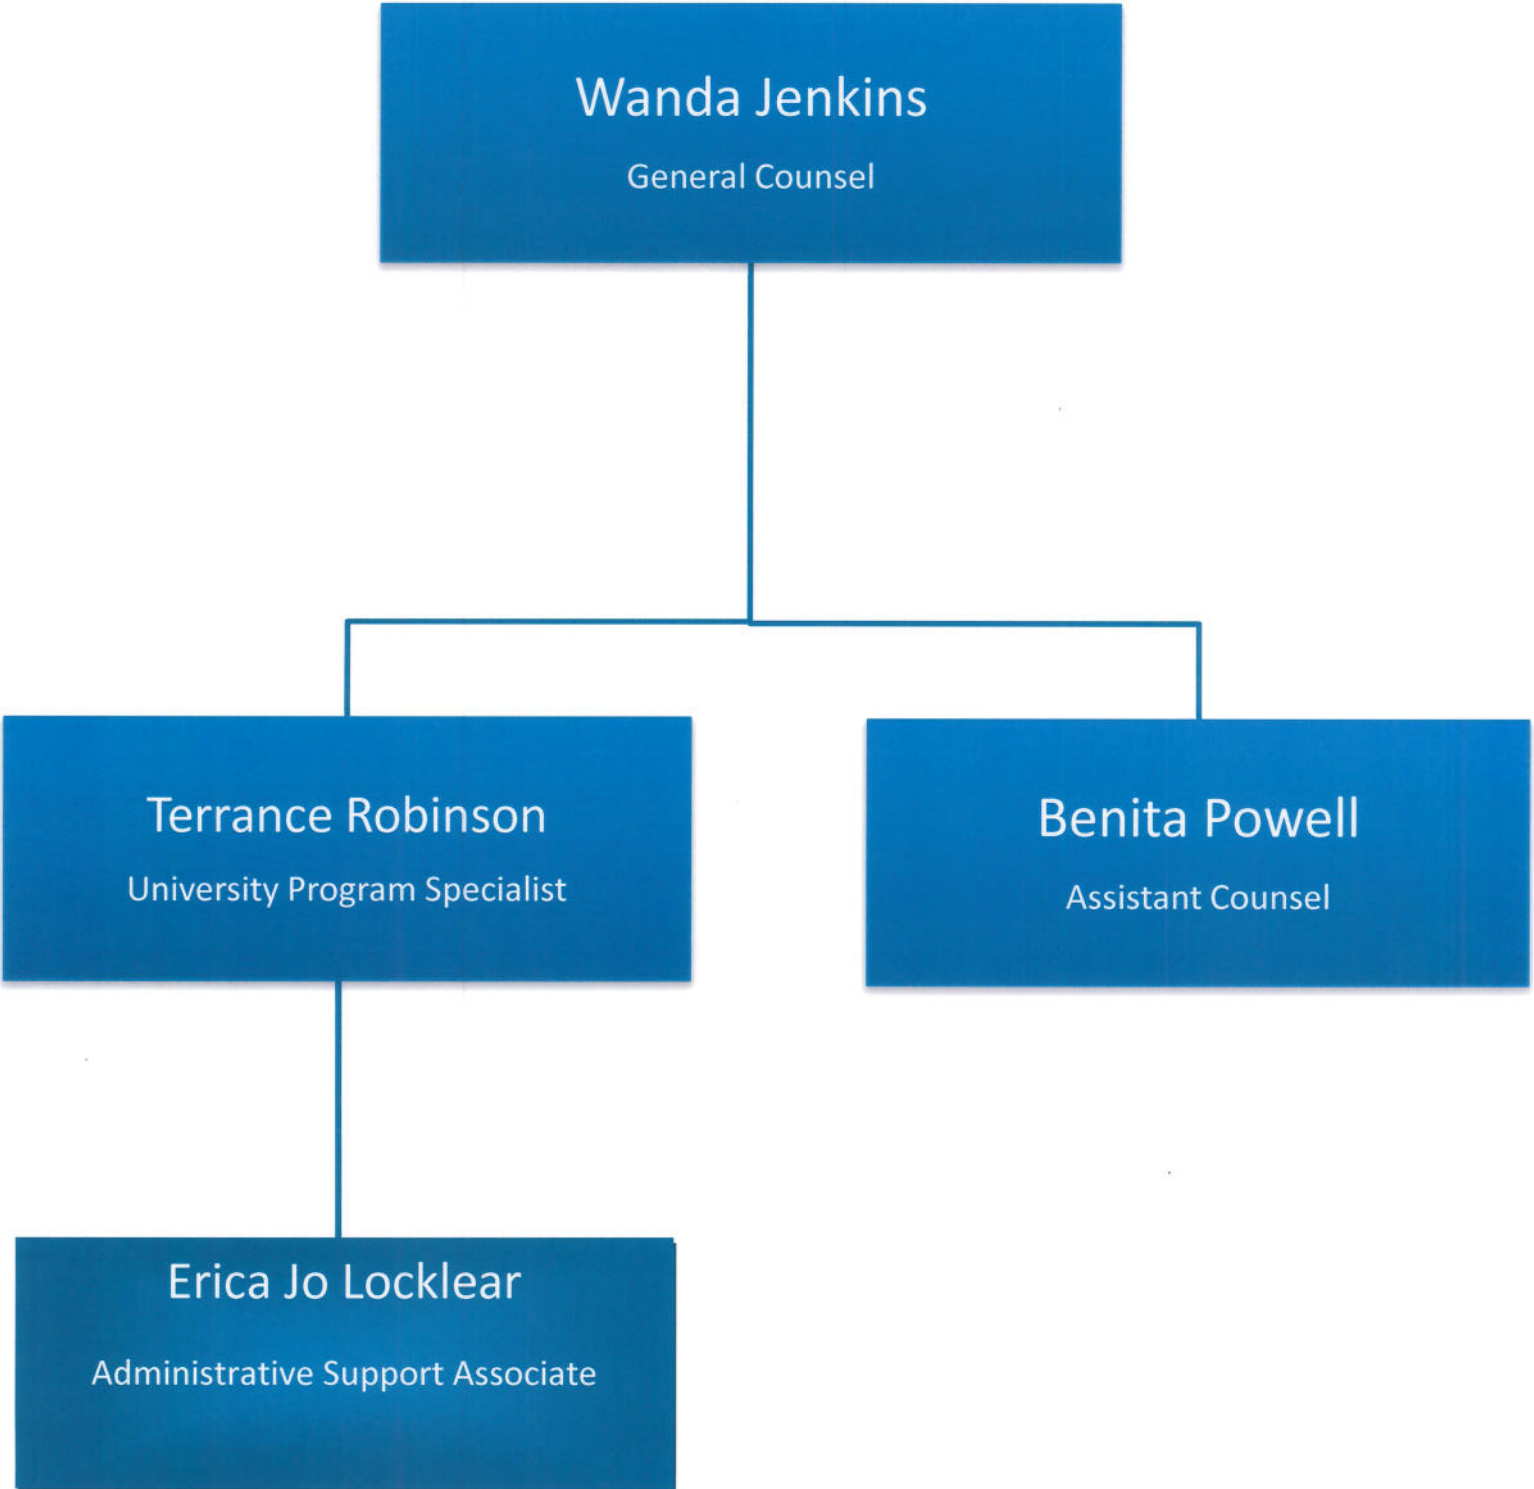 Wanda Jenkins
General Counsel
Terrance Robinson
University Program Specialist
Benita Powell
Assistant Counsel
Erica Jo Locklear
Administrative Support Associate